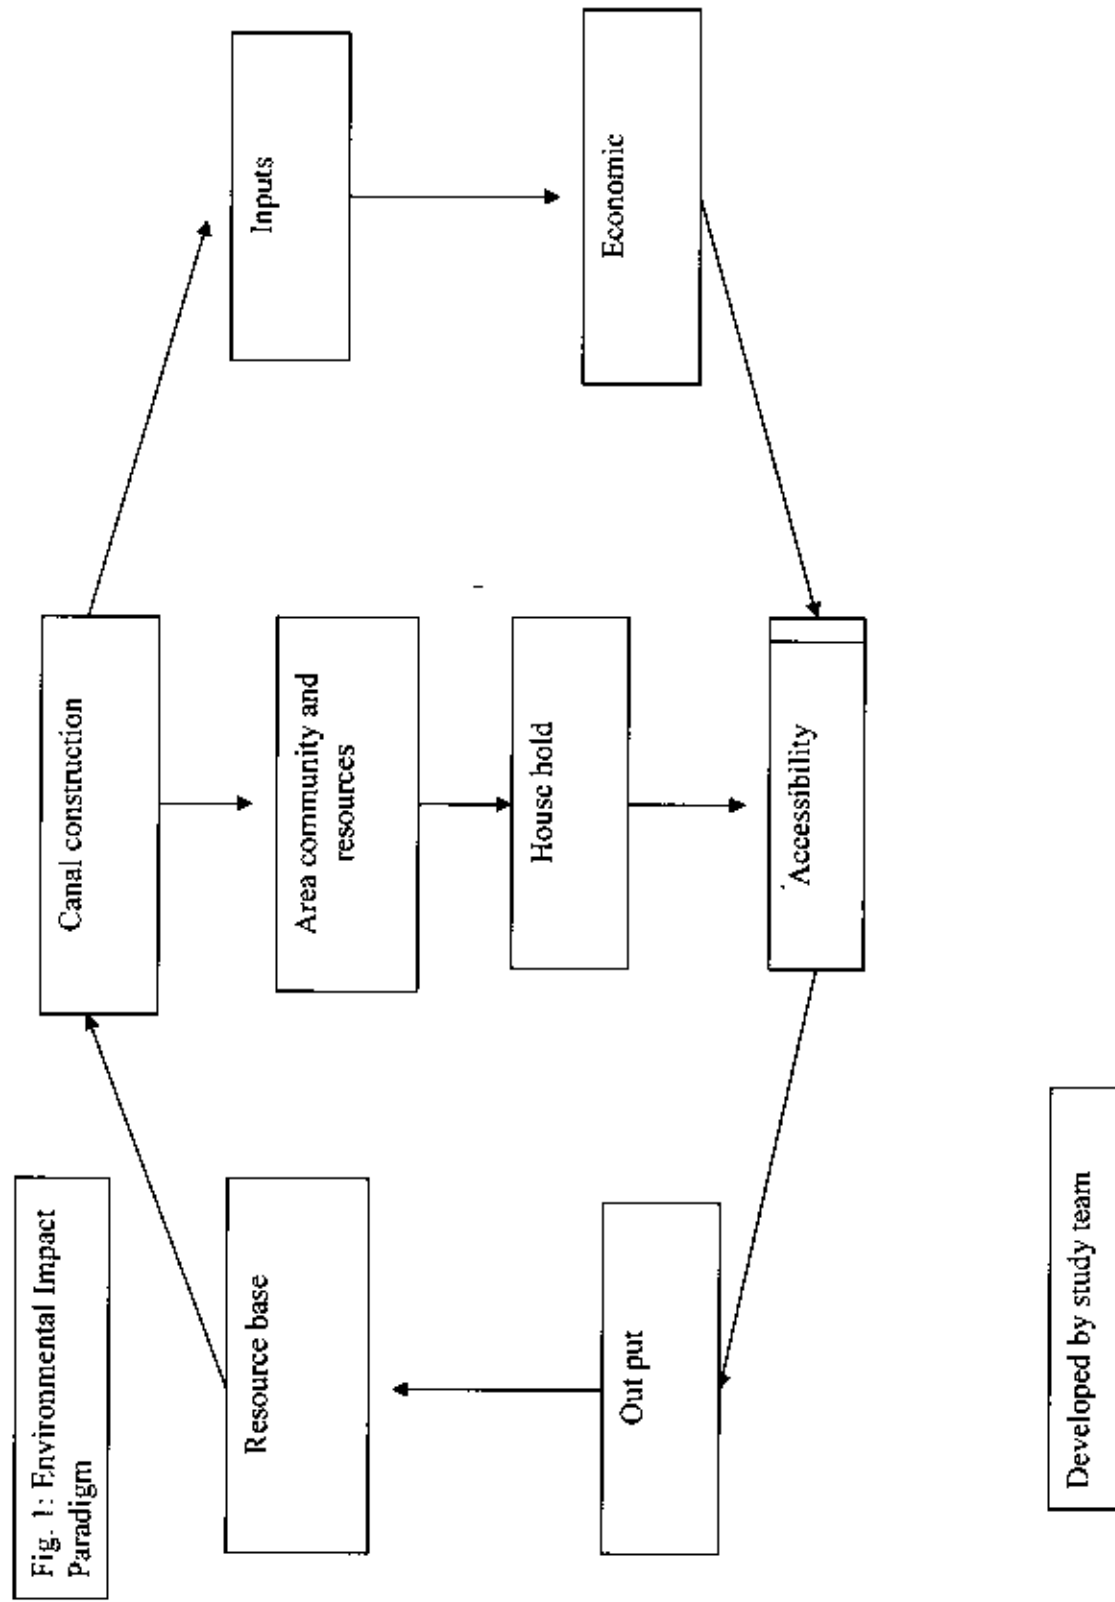 Fig. 1: Environmental Impact
Paradigm
Canal construction
Resource base
Inputs
Area community and
resources
House hold
Out put
Economic
Accessibility
Developed by study team